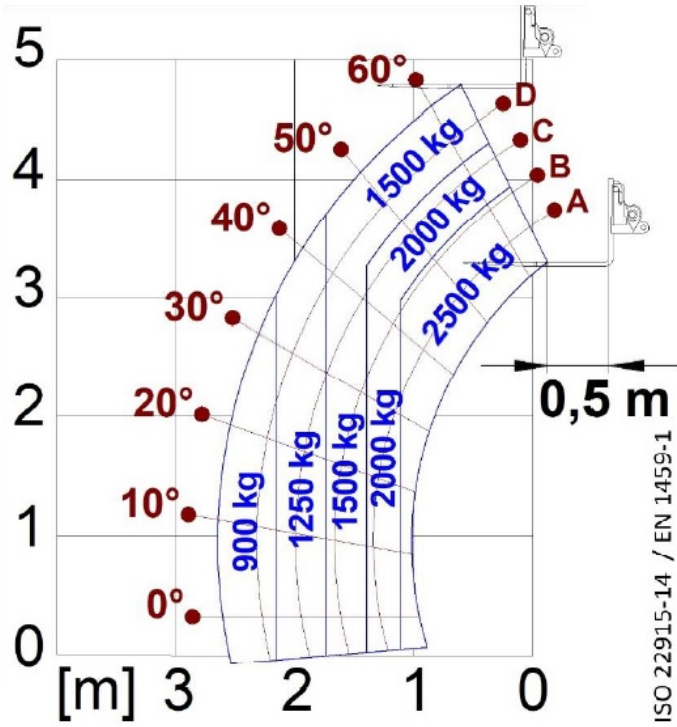 5
4
3
2
1
0
[m]
3
2
1
0
60°
50°
40°
30°
20°
10°
0°
D
C
B
A
1500 kg
2000 kg
2500 kg
900 kg
1250 kg
1500 kg
2000 kg
0,5 m
ISO 22915-14 / EN 1459-1